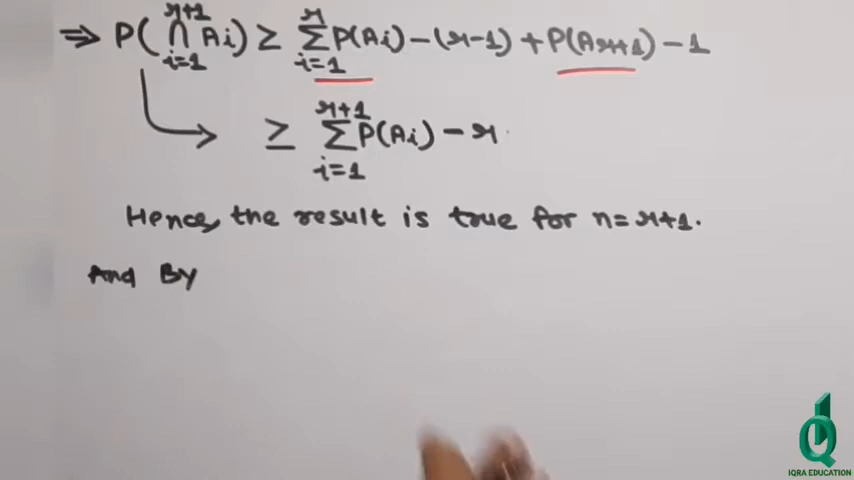 ⇒ P( ∩_{i=1}^{r+1} Ai) ≥ Σ_{i=1}^{r} P(Ai) - (r-1) + P(Ar+1) - 1
≥ Σ_{i=1}^{r+1} P(Ai) - r
Hence, the result is true for n = r+1.
And By
IQRA EDUCATION